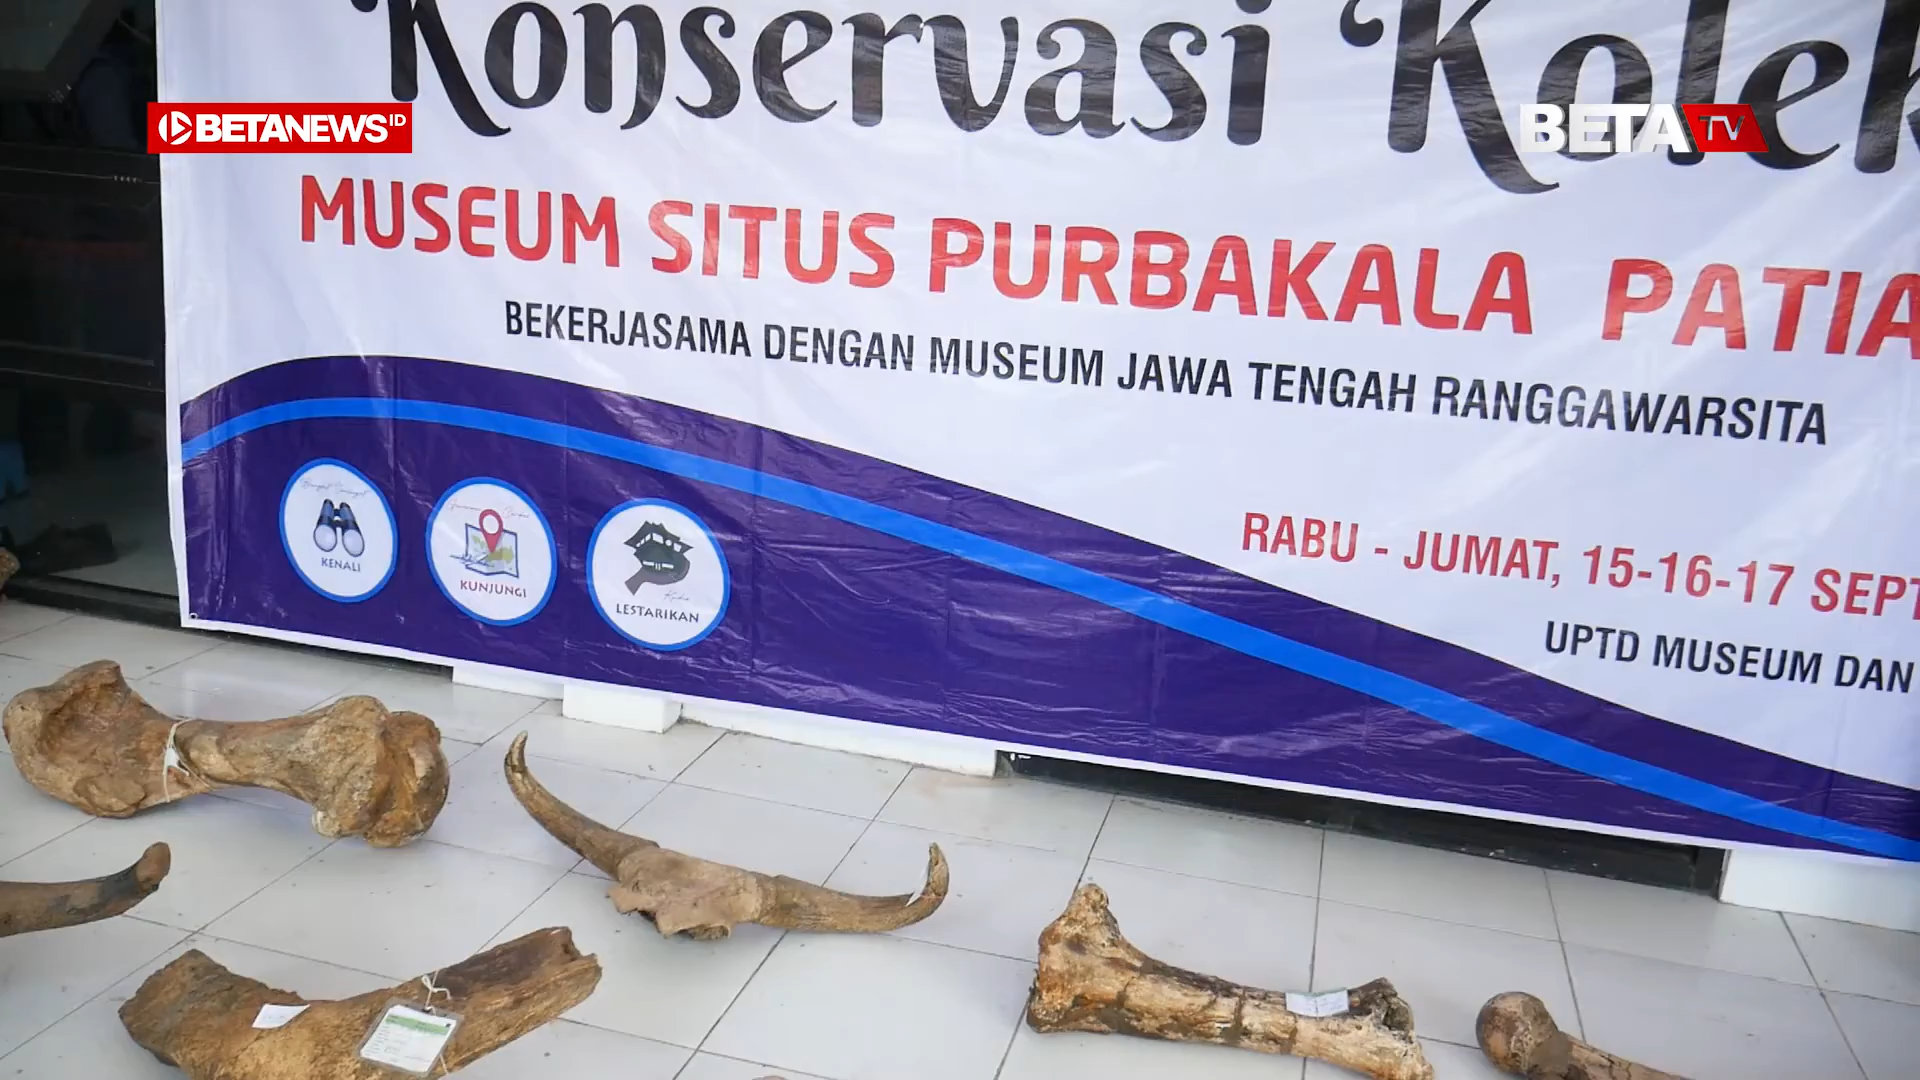 Konservasi Kolek
BETANEWS ID
BETA TV
MUSEUM SITUS PURBAKALA PATIA
BEKERJASAMA DENGAN MUSEUM JAWA TENGAH RANGGAWARSITA
RABU - JUMAT, 15-16-17 SEPT
UPTD MUSEUM DAN
KENALI
KUNJUNGI
LESTARIKAN